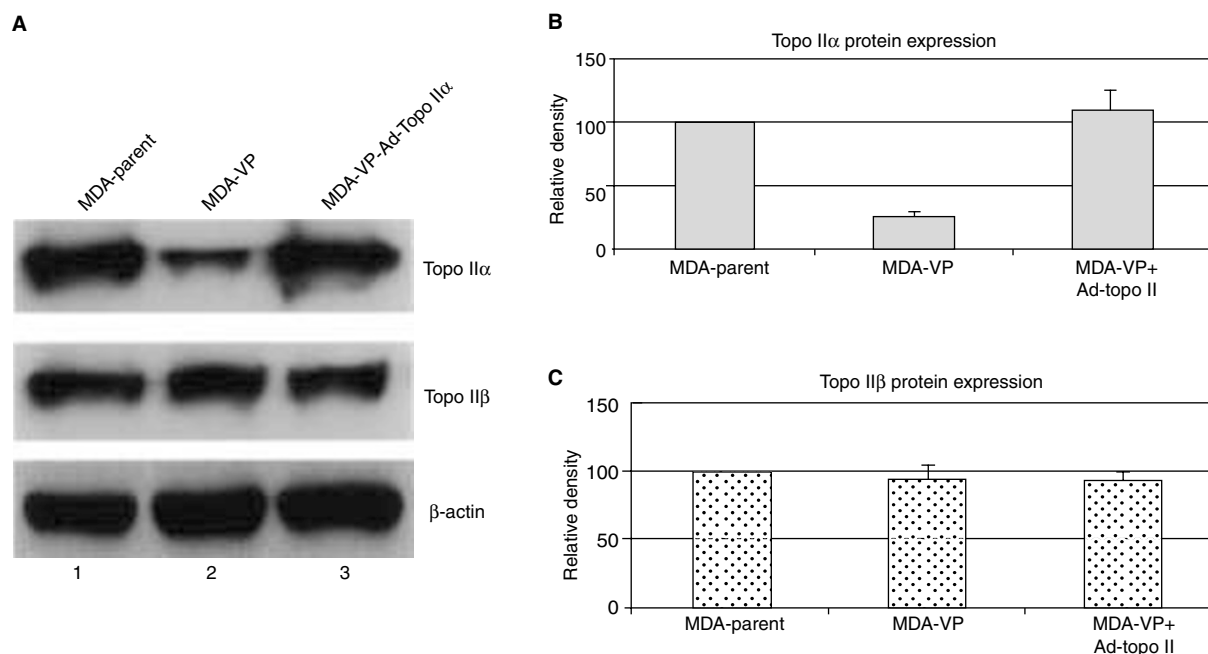 A
MDA-parent
MDA-VP
MDA-VP-Ad-Topo IIα
Topo IIα
Topo IIβ
β-actin
1 2 3
B
Topo IIα protein expression
Relative density
150
100
50
0
MDA-parent
MDA-VP
MDA-VP+
Ad-topo II
C
Topo IIβ protein expression
Relative density
150
100
50
0
MDA-parent
MDA-VP
MDA-VP+
Ad-topo II